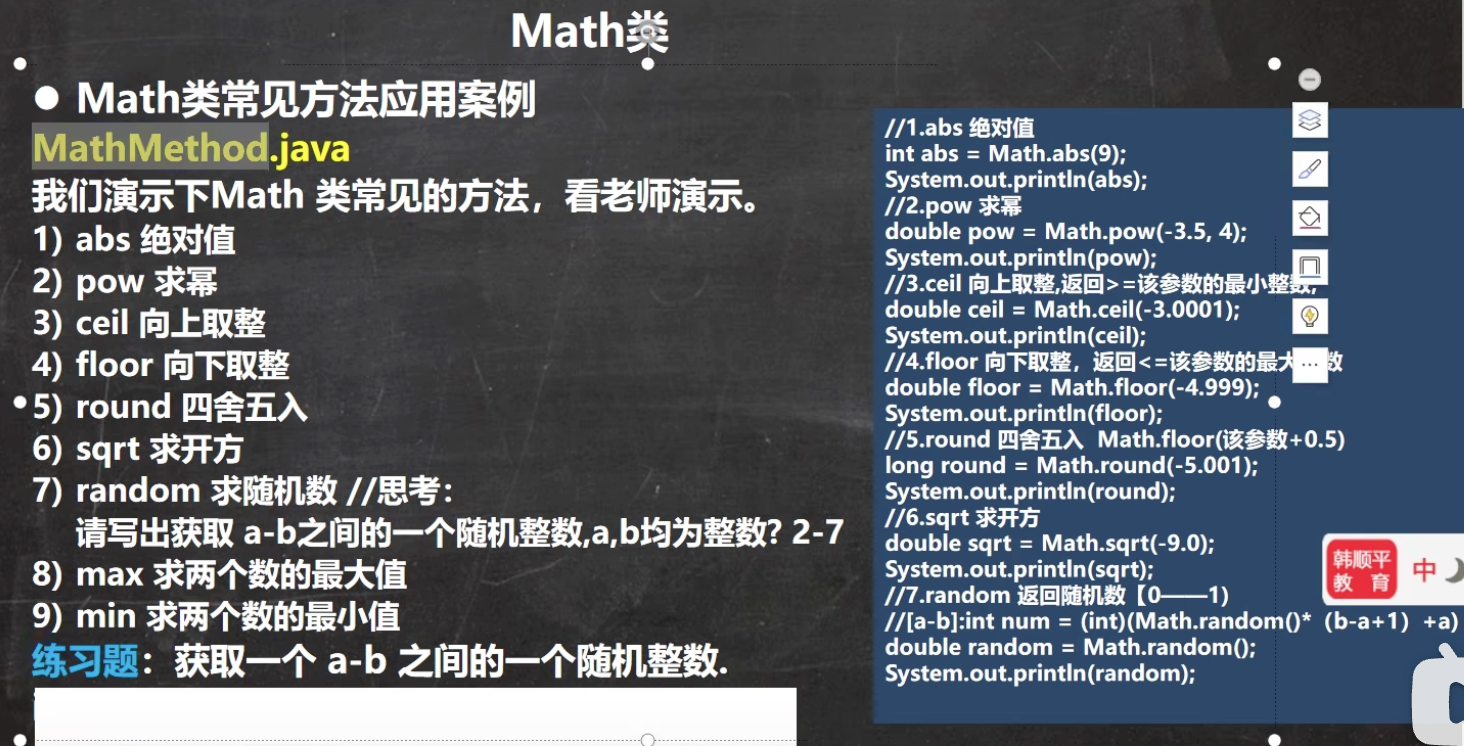 Math类
● Math类常见方法应用案例
MathMethod.java
我们演示下Math 类常见的方法，看老师演示。
1) abs 绝对值
2) pow 求幂
3) ceil 向上取整
4) floor 向下取整
5) round 四舍五入
6) sqrt 求开方
7) random 求随机数 //思考：
请写出获取 a-b之间的一个随机整数,a,b均为整数? 2-7
8) max 求两个数的最大值
9) min 求两个数的最小值
练习题：获取一个 a-b 之间的一个随机整数.
//1.abs 绝对值
int abs = Math.abs(9);
System.out.println(abs);
//2.pow 求幂
double pow = Math.pow(-3.5, 4);
System.out.println(pow);
//3.ceil 向上取整,返回>=该参数的最小整数;
double ceil = Math.ceil(-3.0001);
System.out.println(ceil);
//4.floor 向下取整，返回<=该参数的最大 数
double floor = Math.floor(-4.999);
System.out.println(floor);
//5.round 四舍五入 Math.floor(该参数+0.5)
long round = Math.round(-5.001);
System.out.println(round);
//6.sqrt 求开方
double sqrt = Math.sqrt(-9.0);
System.out.println(sqrt);
//7.random 返回随机数【0——1)
//[a-b]:int num = (int)(Math.random()*（b-a+1）+a)
double random = Math.random();
System.out.println(random);
韩顺平
教 育
中